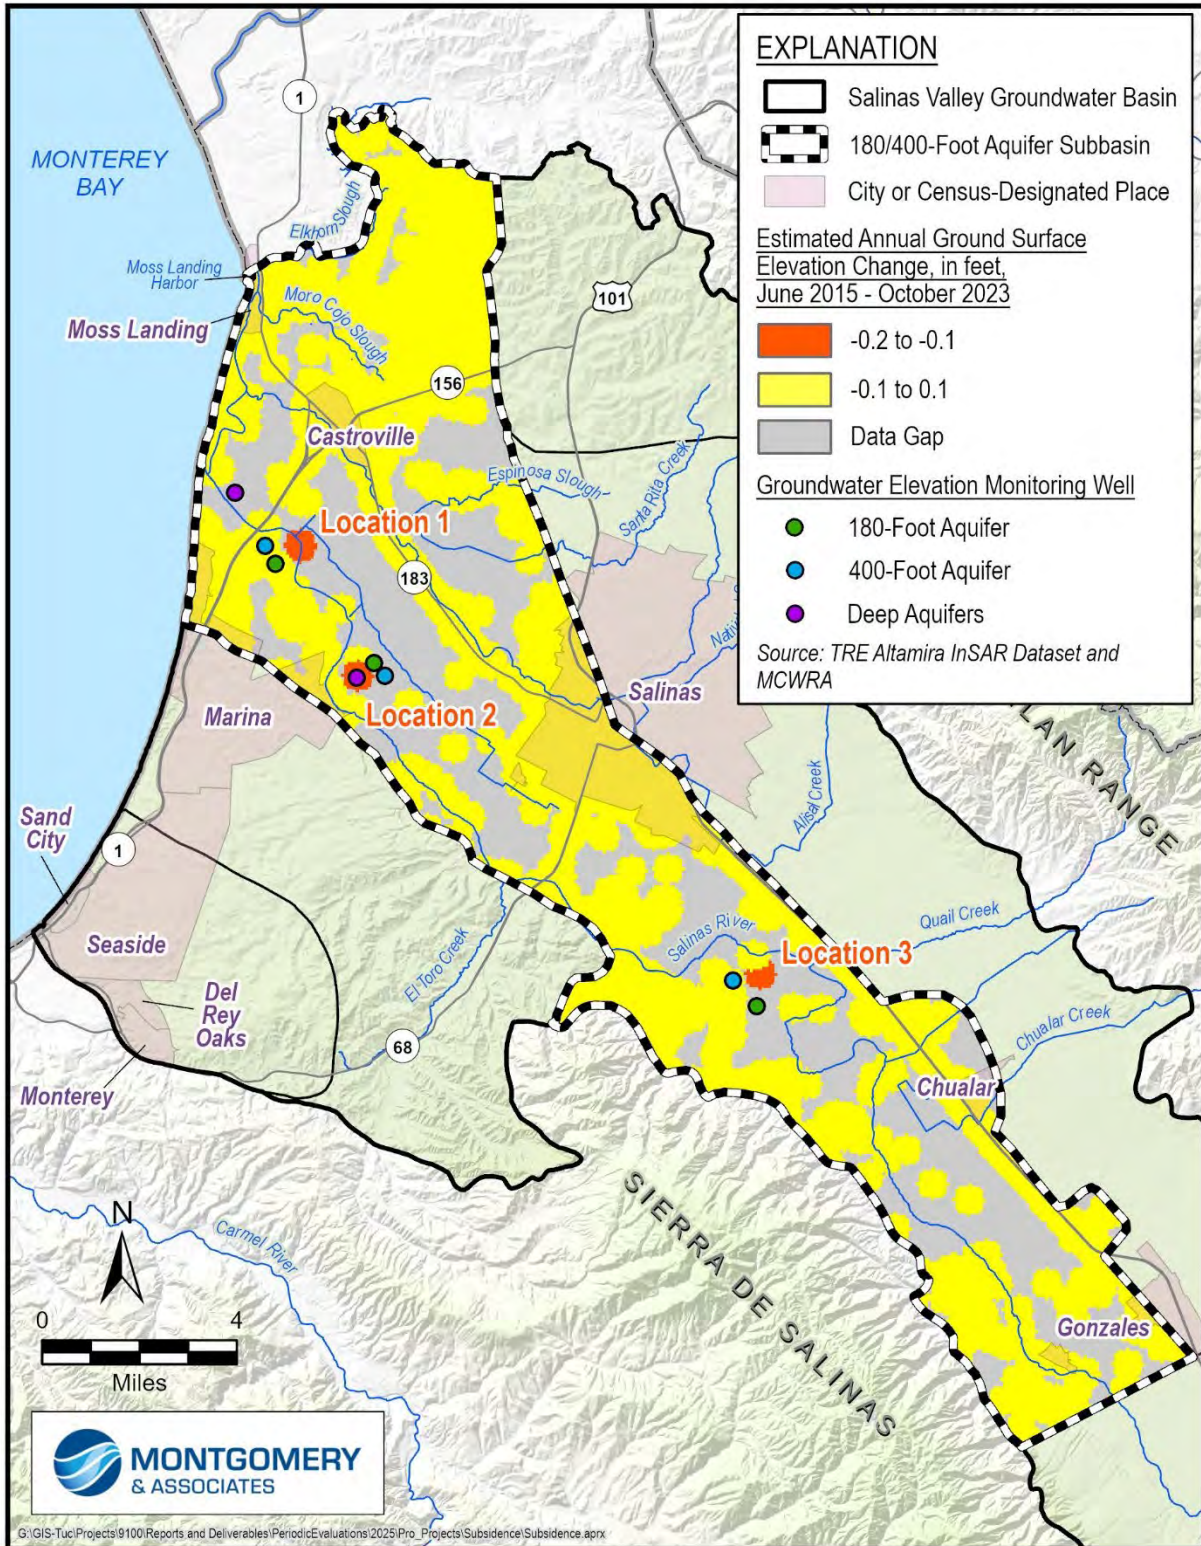 EXPLANATION
Salinas Valley Groundwater Basin
180/400-Foot Aquifer Subbasin
City or Census-Designated Place
Estimated Annual Ground Surface
Elevation Change, in feet,
June 2015 - October 2023
-0.2 to -0.1
-0.1 to 0.1
Data Gap
Groundwater Elevation Monitoring Well
180-Foot Aquifer
400-Foot Aquifer
Deep Aquifers
Source: TRE Altamira InSAR Dataset and
MCWRA
1
MONTEREY
BAY
Elkhorn Slough
Moss Landing
Harbor
101
Moro Cojo Slough
Moss Landing
156
Castroville
Espinosa Slough
Santa Rita Creek
Location 1
183
Salinas
Location 2
Marina
LAN RANGE
Alisal Creek
Sand
City
1
Quail Creek
Seaside
Salinas River
Location 3
El Toro Creek
Del
Rey
Oaks
68
Chualar Creek
Monterey
Chualar
SIERRA DE SALINAS
N
Carmel River
Gonzales
0 4
Miles
MONTGOMERY
& ASSOCIATES
G:\GIS-Tuc\Projects\9100\Reports and Deliverables\PeriodicEvaluations\2025\Pro_Projects\Subsidence\Subsidence.aprx